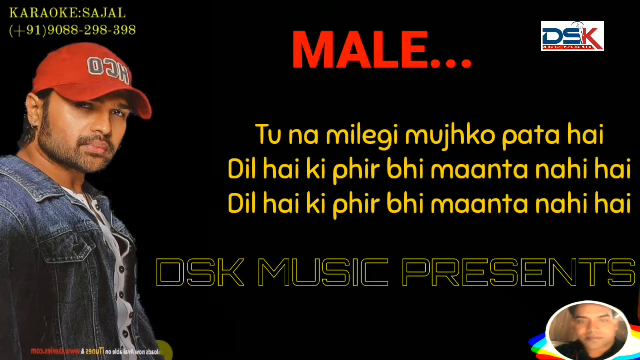 KARAOKE:SAJAL
(+91)9088-298-398
MALE...
DSK
Tu na milegi mujhko pata hai
Dil hai ki phir bhi maanta nahi hai
Dil hai ki phir bhi maanta nahi hai
DSK MUSIC PRESENTS